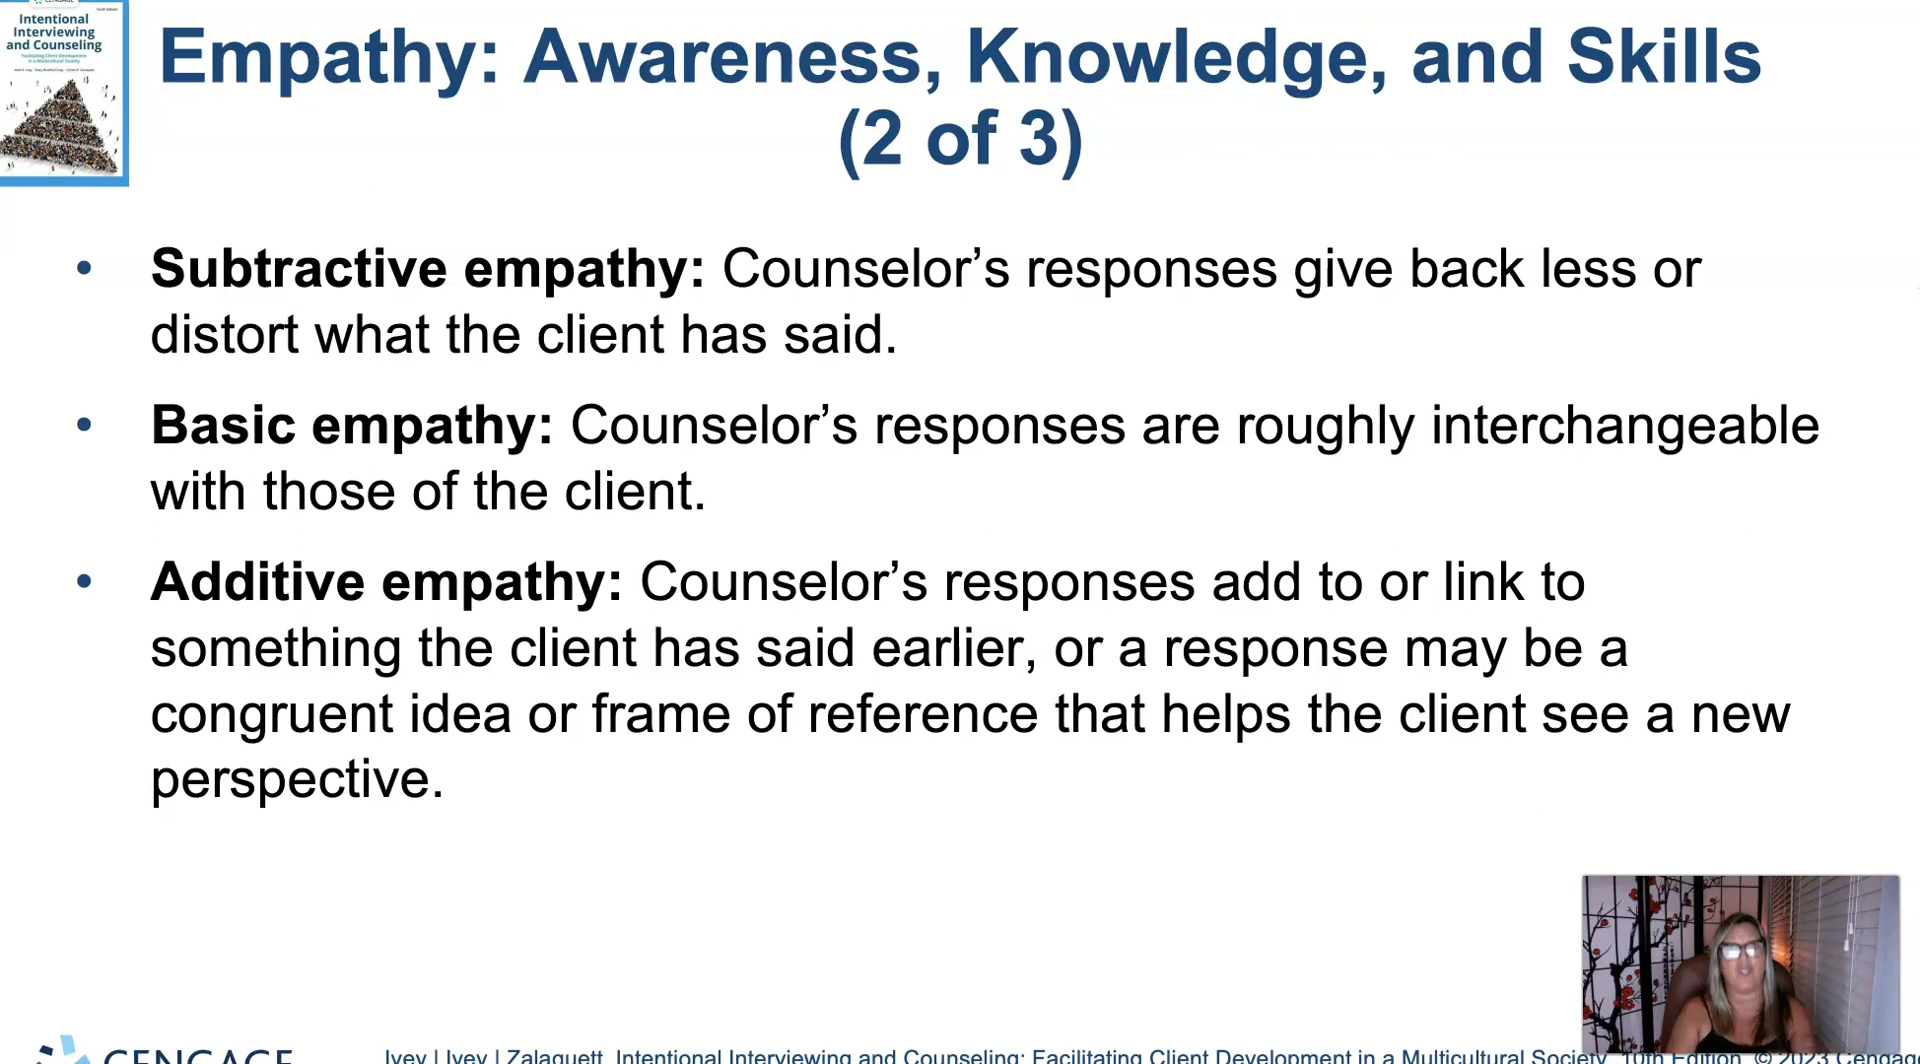 CENGAGE
Tenth Edition
Intentional
Interviewing
and Counseling
Facilitating Client Development
in a Multicultural Society
Empathy: Awareness, Knowledge, and Skills
(2 of 3)
• Subtractive empathy: Counselor’s responses give back less or
distort what the client has said.
• Basic empathy: Counselor’s responses are roughly interchangeable
with those of the client.
• Additive empathy: Counselor’s responses add to or link to
something the client has said earlier, or a response may be a
congruent idea or frame of reference that helps the client see a new
perspective.
CENGAGE
Ivey | Ivey | Zalaquett, Intentional Interviewing and Counseling: Facilitating Client Development in a Multicultural Society, 10th Edition. © 2023 Cengage